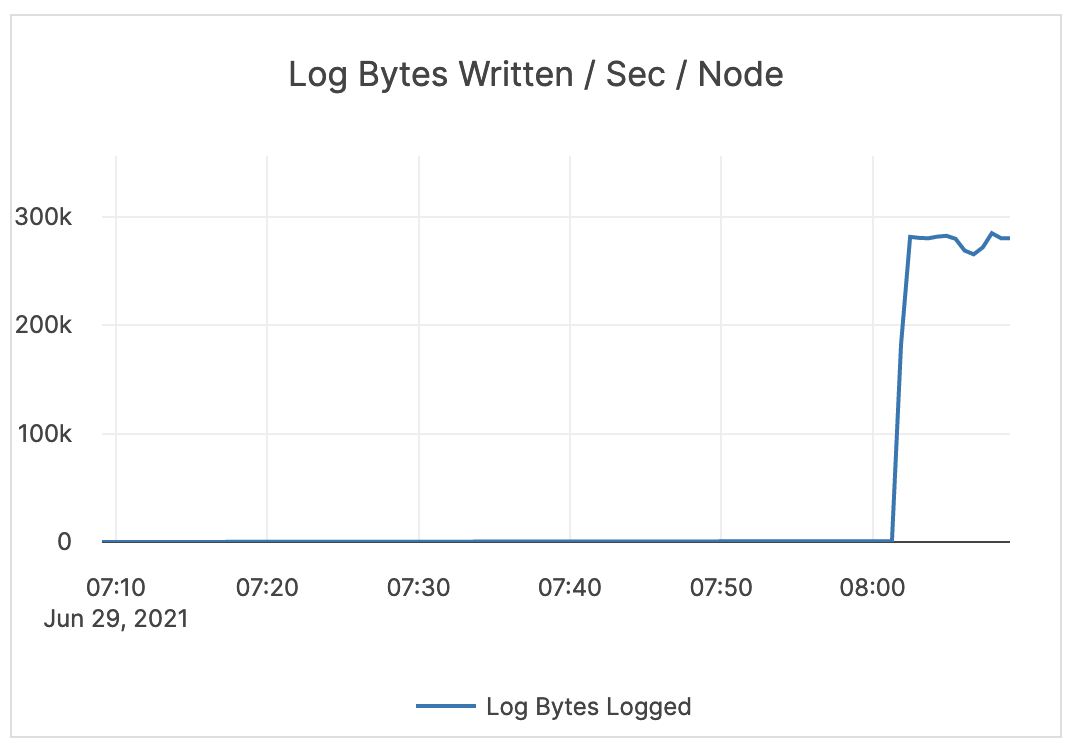 Log Bytes Written / Sec / Node
300k
200k
100k
0
07:10 07:20 07:30 07:40 07:50 08:00
Jun 29, 2021
Log Bytes Logged